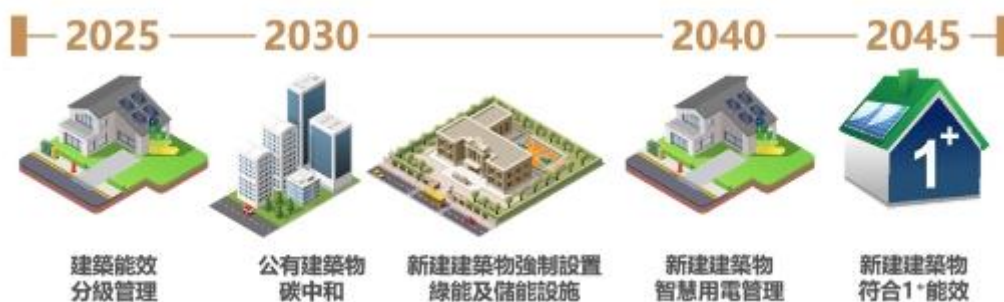 2025 2030 2040 2045
1⁺
建築能效 公有建築物 新建建築物強制設置 新建建築物 新建建築物
分級管理 碳中和 綠能及儲能設施 智慧用電管理 符合1⁺能效